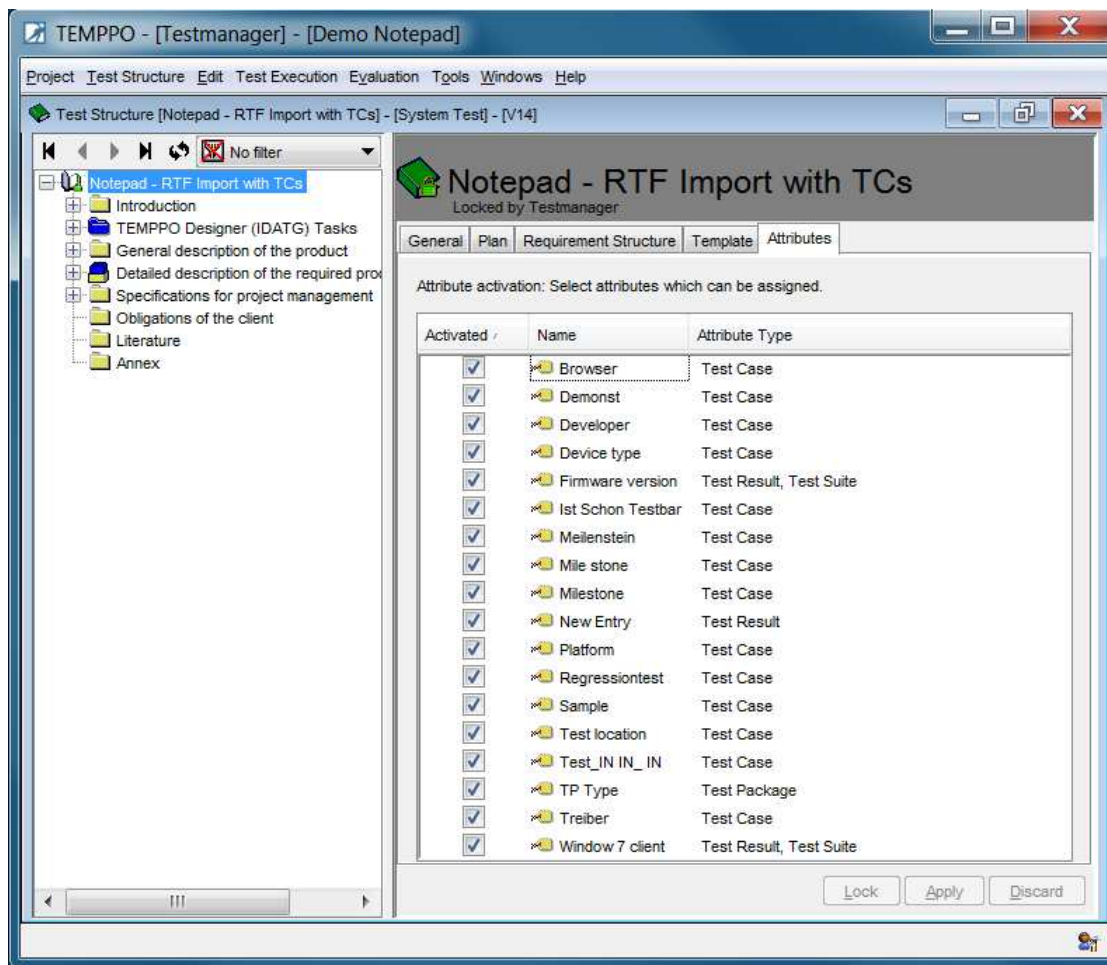 TEMPPO - [Testmanager] - [Demo Notepad]
Project Test Structure Edit Test Execution Evaluation Tools Windows Help
Test Structure [Notepad - RTF Import with TCs] - [System Test] - [V14]
No filter
Notepad - RTF Import with TCs
Introduction
TEMPPO Designer (IDATG) Tasks
General description of the product
Detailed description of the required pro
Specifications for project management
Obligations of the client
Literature
Annex
Notepad - RTF Import with TCs
Locked by Testmanager
General Plan Requirement Structure Template Attributes
Attribute activation: Select attributes which can be assigned.
Activated Name Attribute Type
Browser Test Case
Demonst Test Case
Developer Test Case
Device type Test Case
Firmware version Test Result, Test Suite
Ist Schon Testbar Test Case
Meilenstein Test Case
Mile stone Test Case
Milestone Test Case
New Entry Test Result
Platform Test Case
Regressiontest Test Case
Sample Test Case
Test location Test Case
Test_IN IN_ IN Test Case
TP Type Test Package
Treiber Test Case
Window 7 client Test Result, Test Suite
Lock Apply Discard